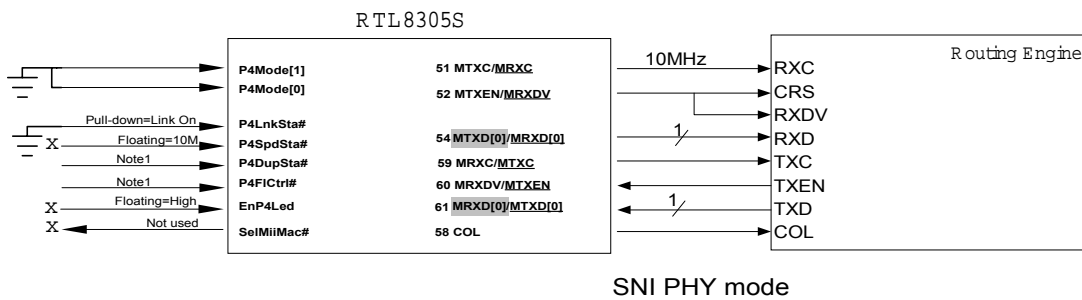 RTL8305S
Routing Engine
Pull-down=Link On
X Floating=10M
Note1
Note1
X Floating=High
X Not used
P4Mode[1]
P4Mode[0]
P4LnkSta#
P4SpdSta#
P4DupSta#
P4FlCtrl#
EnP4Led
SelMiiMac#
51 MTXC/MRXC
52 MTXEN/MRXDV
54 MTXD[0]/MRXD[0]
59 MRXC/MTXC
60 MRXDV/MTXEN
61 MRXD[0]/MTXD[0]
58 COL
10MHz
1
1
RXC
CRS
RXDV
RXD
TXC
TXEN
TXD
COL
SNI PHY mode